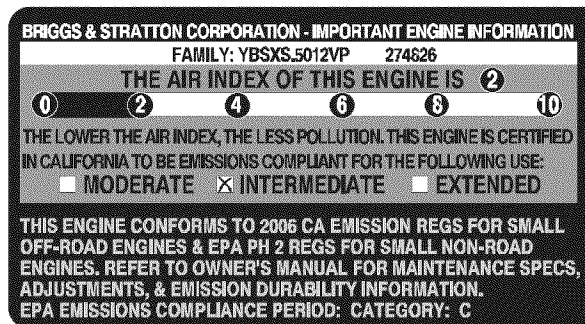 BRIGGS & STRATTON CORPORATION - IMPORTANT ENGINE INFORMATION
FAMILY: YBSXS.5012VP 274826
THE AIR INDEX OF THIS ENGINE IS 2
0 2 4 6 8 10
THE LOWER THE AIR INDEX, THE LESS POLLUTION. THIS ENGINE IS CERTIFIED
IN CALIFORNIA TO BE EMISSIONS COMPLIANT FOR THE FOLLOWING USE:
MODERATE INTERMEDIATE EXTENDED
THIS ENGINE CONFORMS TO 2006 CA EMISSION REGS FOR SMALL
OFF-ROAD ENGINES & EPA PH 2 REGS FOR SMALL NON-ROAD
ENGINES. REFER TO OWNER'S MANUAL FOR MAINTENANCE SPECS,
ADJUSTMENTS, & EMISSION DURABILITY INFORMATION.
EPA EMISSIONS COMPLIANCE PERIOD: CATEGORY: C